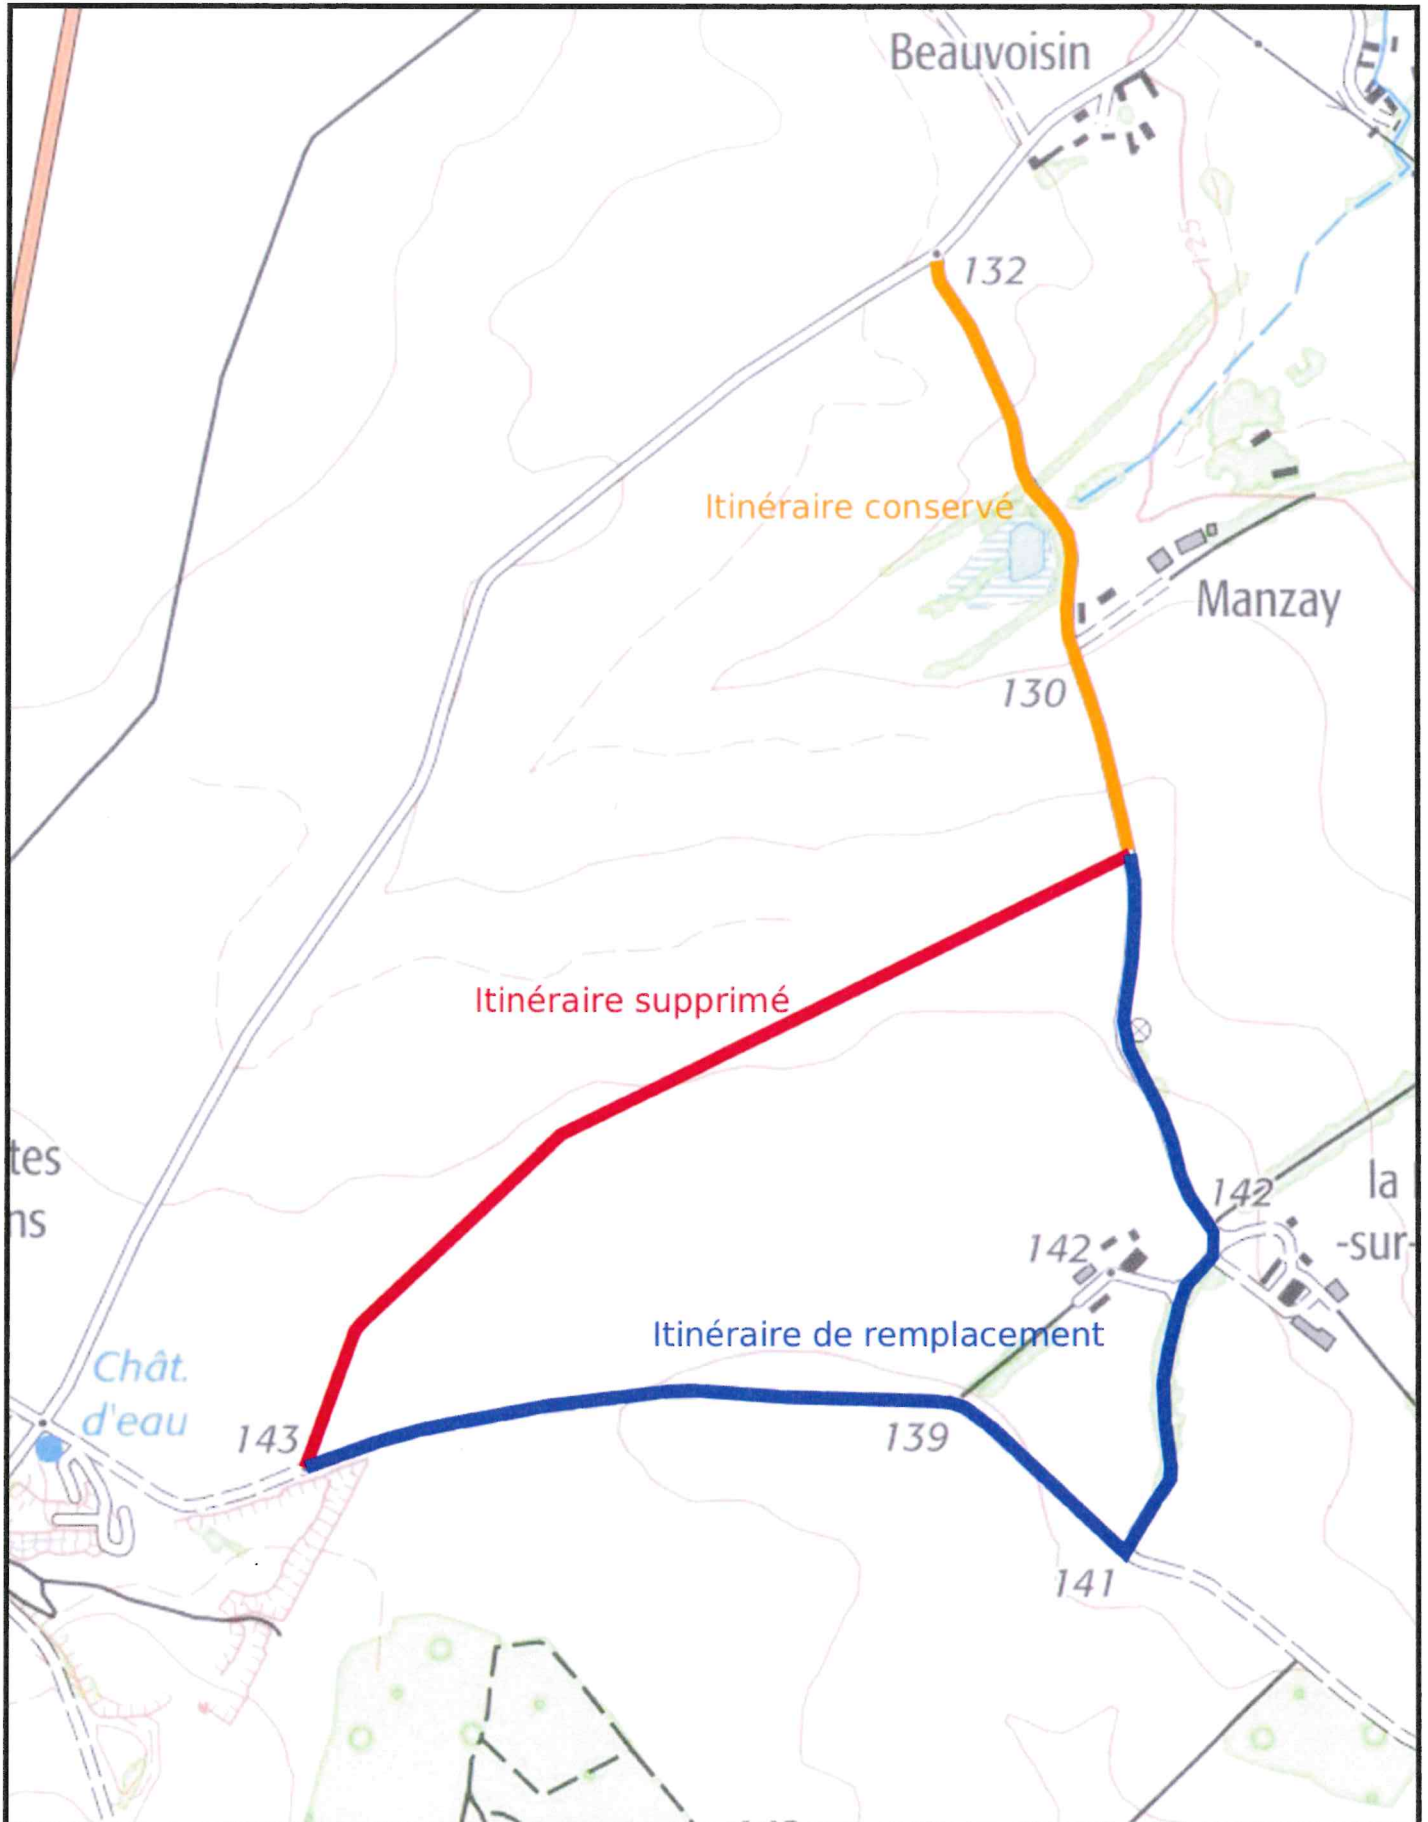 Beauvoisin
132
125
Itinéraire conservé
Manzay
130
Itinéraire supprimé
tes
ns
142
la
-sur-
142
Itinéraire de remplacement
Chât.
d'eau
143
139
141